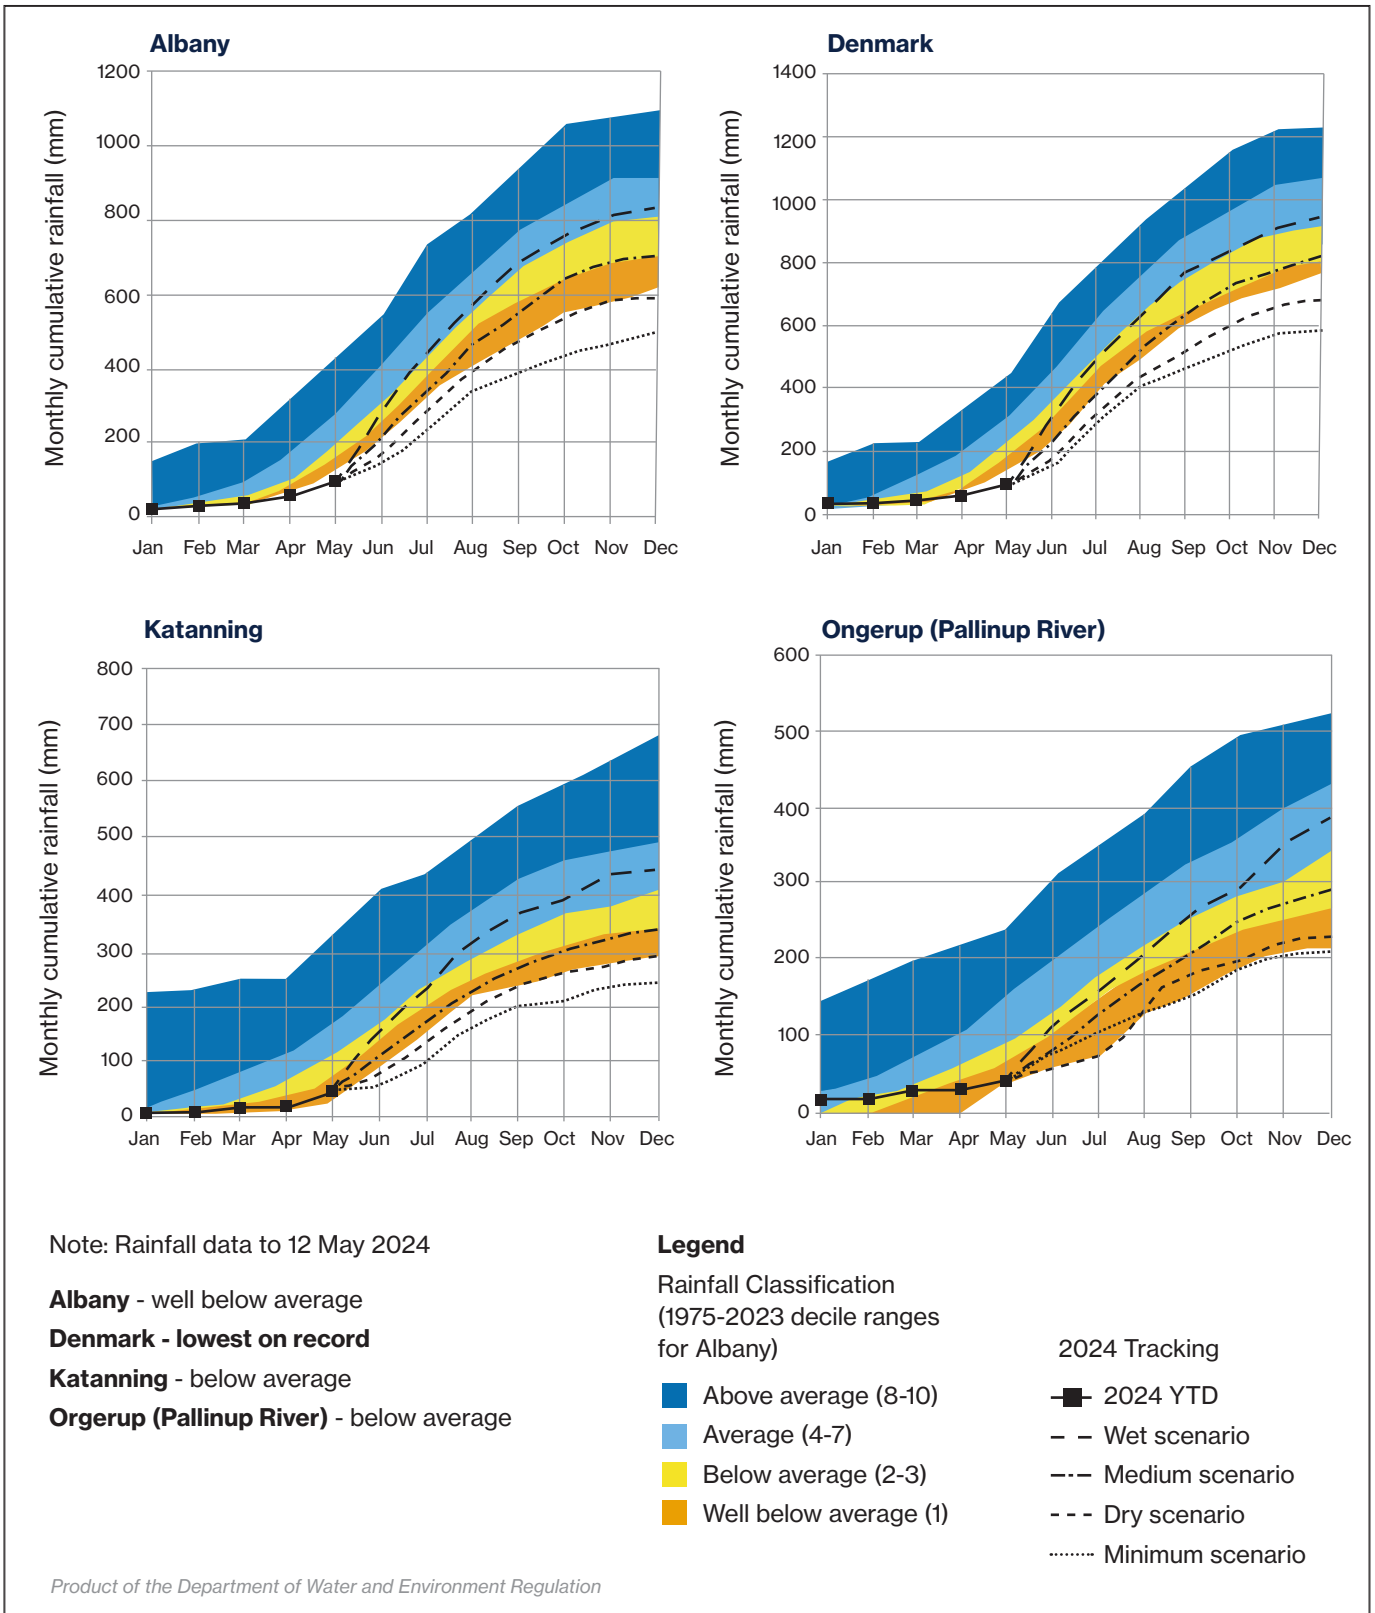 Albany
1200
1000
800
600
400
200
0
Monthly cumulative rainfall (mm)
Jan Feb Mar Apr May Jun Jul Aug Sep Oct Nov Dec
Denmark
1400
1200
1000
800
600
400
200
0
Monthly cumulative rainfall (mm)
Jan Feb Mar Apr May Jun Jul Aug Sep Oct Nov Dec
Katanning
800
700
600
500
400
300
200
100
0
Monthly cumulative rainfall (mm)
Jan Feb Mar Apr May Jun Jul Aug Sep Oct Nov Dec
Ongerup (Pallinup River)
600
500
400
300
200
100
0
Monthly cumulative rainfall (mm)
Jan Feb Mar Apr May Jun Jul Aug Sep Oct Nov Dec
Note: Rainfall data to 12 May 2024
Albany - well below average
Denmark - lowest on record
Katanning - below average
Orgerup (Pallinup River) - below average
Legend
Rainfall Classification
(1975-2023 decile ranges
for Albany)
Above average (8-10)
Average (4-7)
Below average (2-3)
Well below average (1)
2024 Tracking
2024 YTD
Wet scenario
Medium scenario
Dry scenario
Minimum scenario
Product of the Department of Water and Environment Regulation